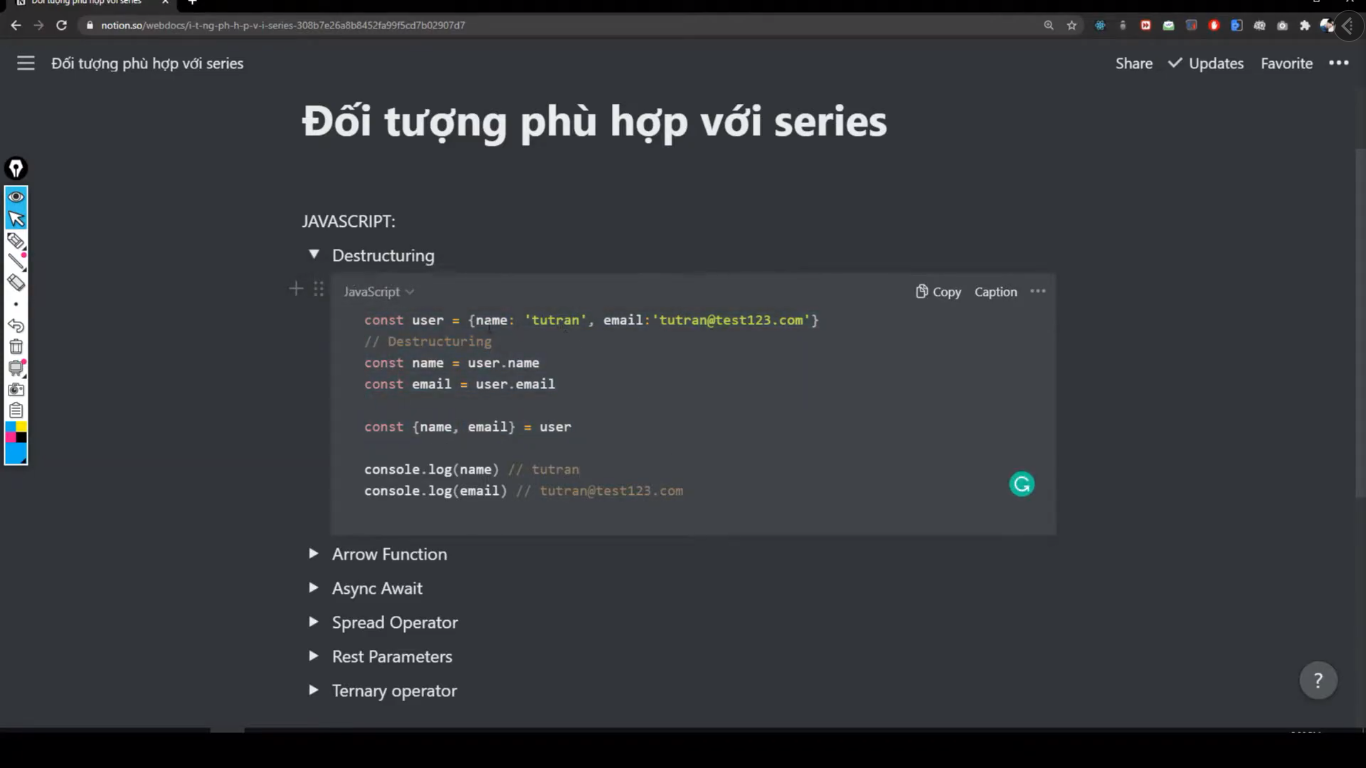 Đối tượng phù hợp với series
notion.so/webdocs/i-t-ng-ph-h-p-v-i-series-308b7e26a8b8452fa99f5cd7b02907d7
Đối tượng phù hợp với series
Share
Updates
Favorite
Đối tượng phù hợp với series
JAVASCRIPT:
Destructuring
JavaScript
Copy
Caption
const user = {name: 'tutran', email:'tutran@test123.com'}
// Destructuring
const name = user.name
const email = user.email
const {name, email} = user
console.log(name) // tutran
console.log(email) // tutran@test123.com
Arrow Function
Async Await
Spread Operator
Rest Parameters
Ternary operator
?